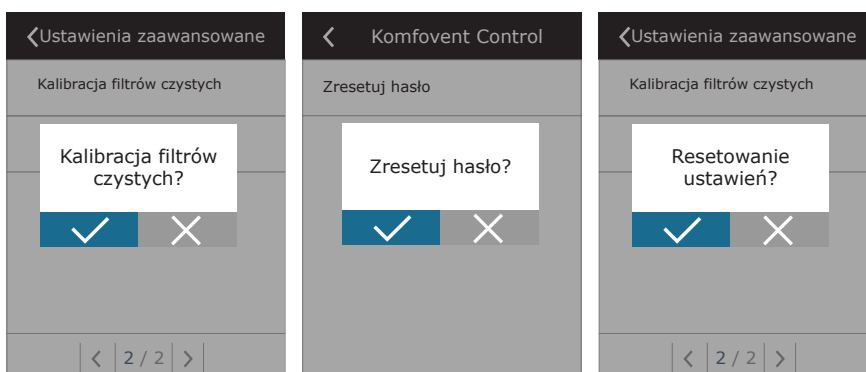 Ustawienia zaawansowane
Kalibracja filtrów czystych
Kalibracja filtrów
czystych?
2 / 2
Komfovent Control
Zresetuj hasło
Zresetuj hasło?
Ustawienia zaawansowane
Kalibracja filtrów czystych
Resetowanie
ustawień?
2 / 2